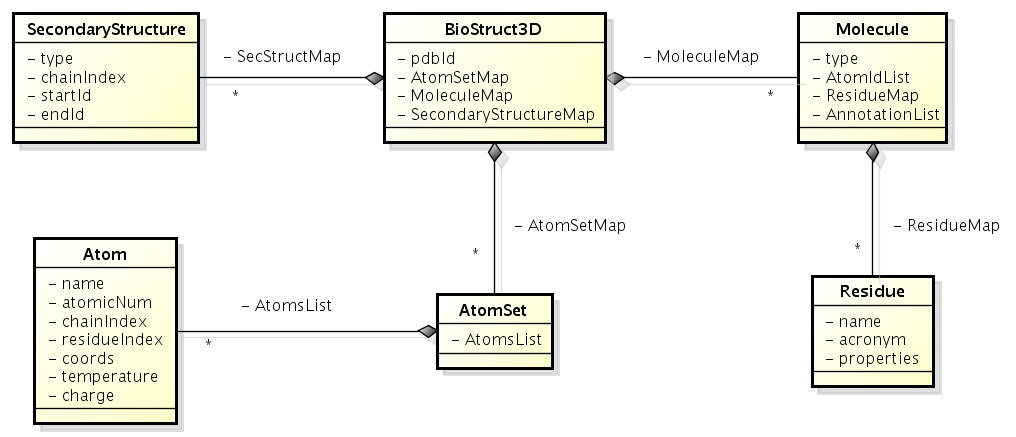 SecondaryStructure
- type
- chainIndex
- startId
- endId
- SecStructMap
*
BioStruct3D
- pdbId
- AtomSetMap
- MoleculeMap
- SecondaryStructureMap
- MoleculeMap
*
Molecule
- type
- AtomIdList
- ResidueMap
- AnnotationList
- AtomSetMap
*
- ResidueMap
*
Atom
- name
- atomicNum
- chainIndex
- residueIndex
- coords
- temperature
- charge
- AtomsList
*
AtomSet
- AtomsList
Residue
- name
- acronym
- properties